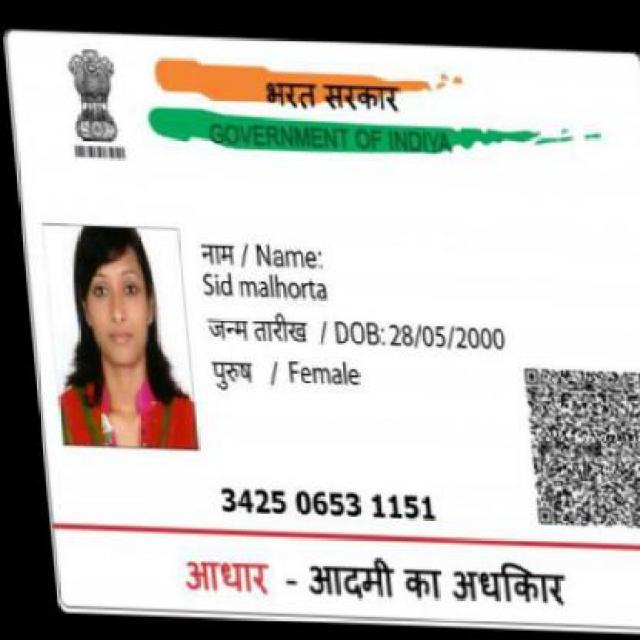 भरत सरकार
GOVERNMENT OF INDIYA
नाम / Name:
Sid malhorta
जन्म तारीख / DOB: 28/05/2000
पुरुष / Female
3425 0653 1151
आधार - आदमी का अधकिार